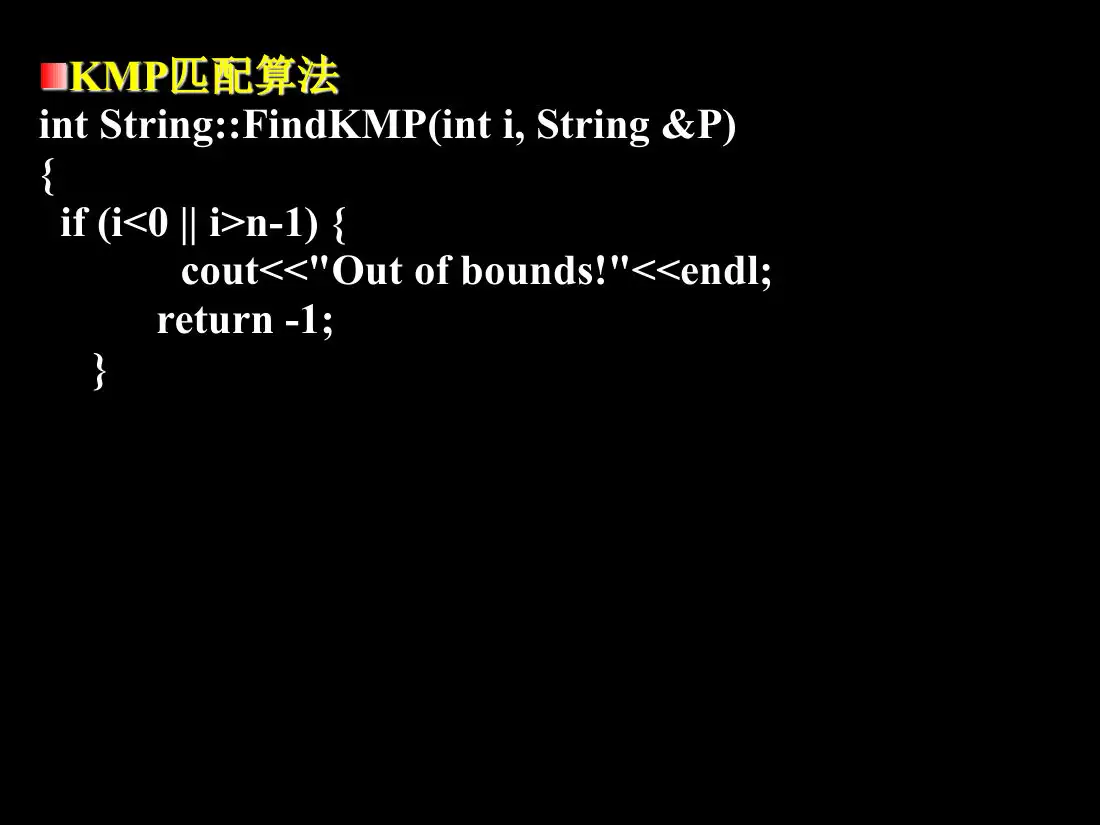 KMP匹配算法
int String::FindKMP(int i, String &P)
{
if (i<0 || i>n-1) {
cout<<"Out of bounds!"<<endl;
return -1;
}